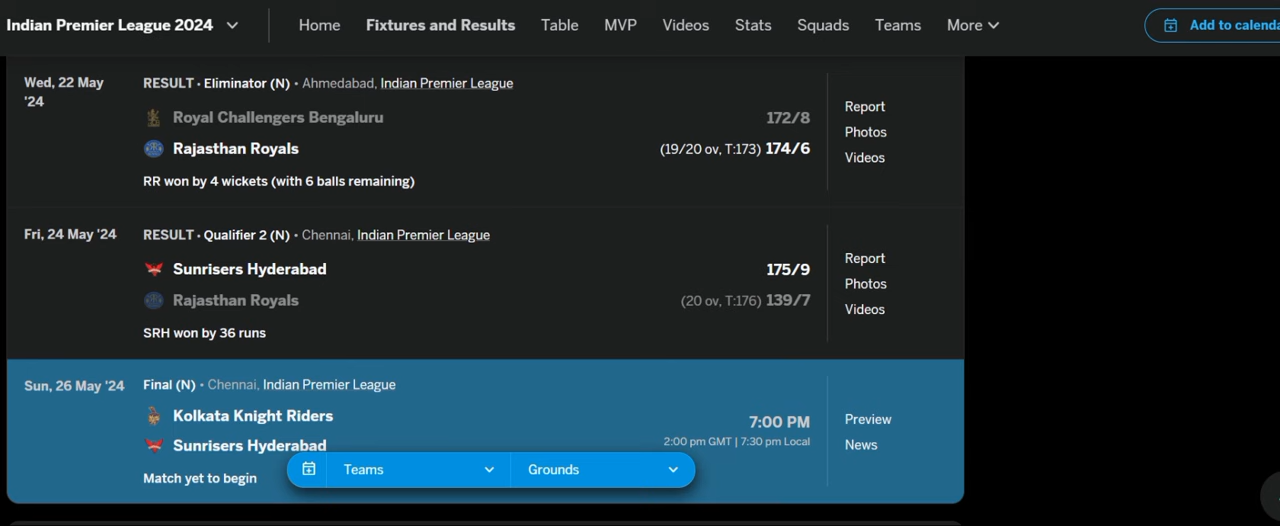 Indian Premier League 2024 Home Fixtures and Results Table MVP Videos Stats Squads Teams More Add to calenda
Wed, 22 May '24
RESULT • Eliminator (N) • Ahmedabad, Indian Premier League
Royal Challengers Bengaluru 172/8
Rajasthan Royals (19/20 ov, T:173) 174/6
RR won by 4 wickets (with 6 balls remaining)
Report
Photos
Videos
Fri, 24 May '24
RESULT • Qualifier 2 (N) • Chennai, Indian Premier League
Sunrisers Hyderabad 175/9
Rajasthan Royals (20 ov, T:176) 139/7
SRH won by 36 runs
Report
Photos
Videos
Sun, 26 May '24
Final (N) • Chennai, Indian Premier League
Kolkata Knight Riders
Sunrisers Hyderabad
7:00 PM
2:00 pm GMT | 7:30 pm Local
Match yet to begin
Preview
News
Teams Grounds